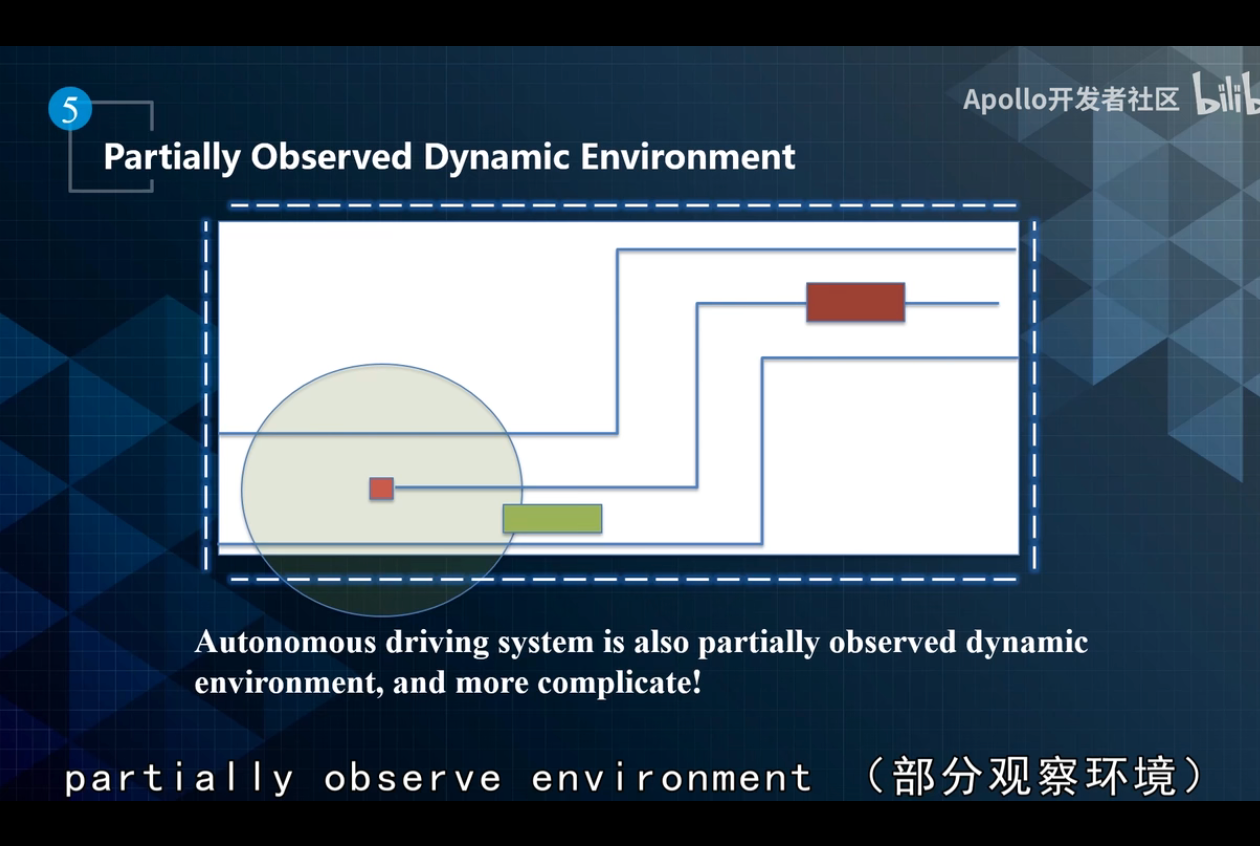 5
Apollo开发者社区 bilib
Partially Observed Dynamic Environment
Autonomous driving system is also partially observed dynamic
environment, and more complicate!
partially observe environment （部分观察环境）